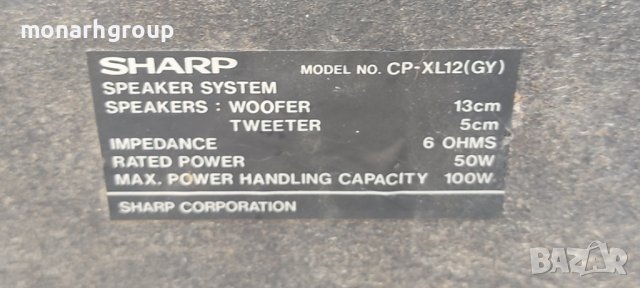 monarhgroup
SHARP MODEL NO. CP-XL12(GY)
SPEAKER SYSTEM
SPEAKERS : WOOFER 13cm
TWEETER 5cm
IMPEDANCE 6 OHMS
RATED POWER 50W
MAX. POWER HANDLING CAPACITY 100W
SHARP CORPORATION
BAZAR